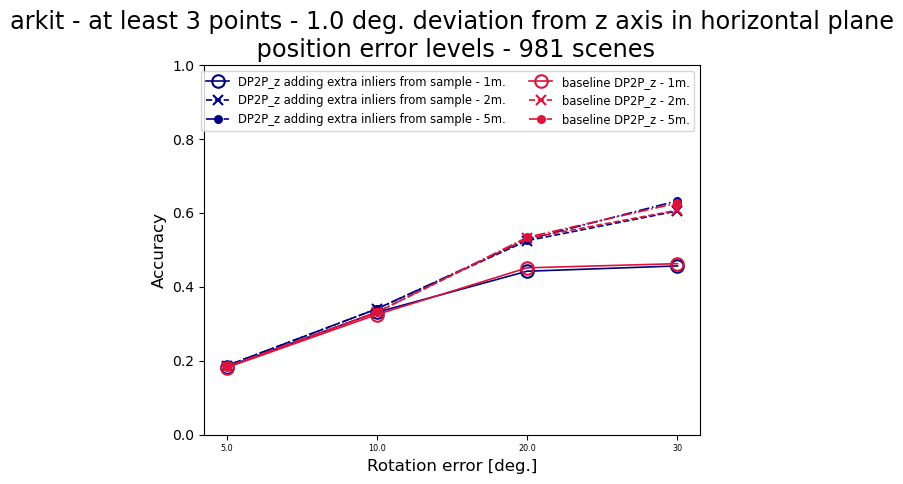 arkit - at least 3 points - 1.0 deg. deviation from z axis in horizontal plane
position error levels - 981 scenes
DP2P_z adding extra inliers from sample - 1m.
DP2P_z adding extra inliers from sample - 2m.
DP2P_z adding extra inliers from sample - 5m.
baseline DP2P_z - 1m.
baseline DP2P_z - 2m.
baseline DP2P_z - 5m.
Accuracy
1.0
0.8
0.6
0.4
0.2
0.0
5.0
10.0
20.0
30
Rotation error [deg.]